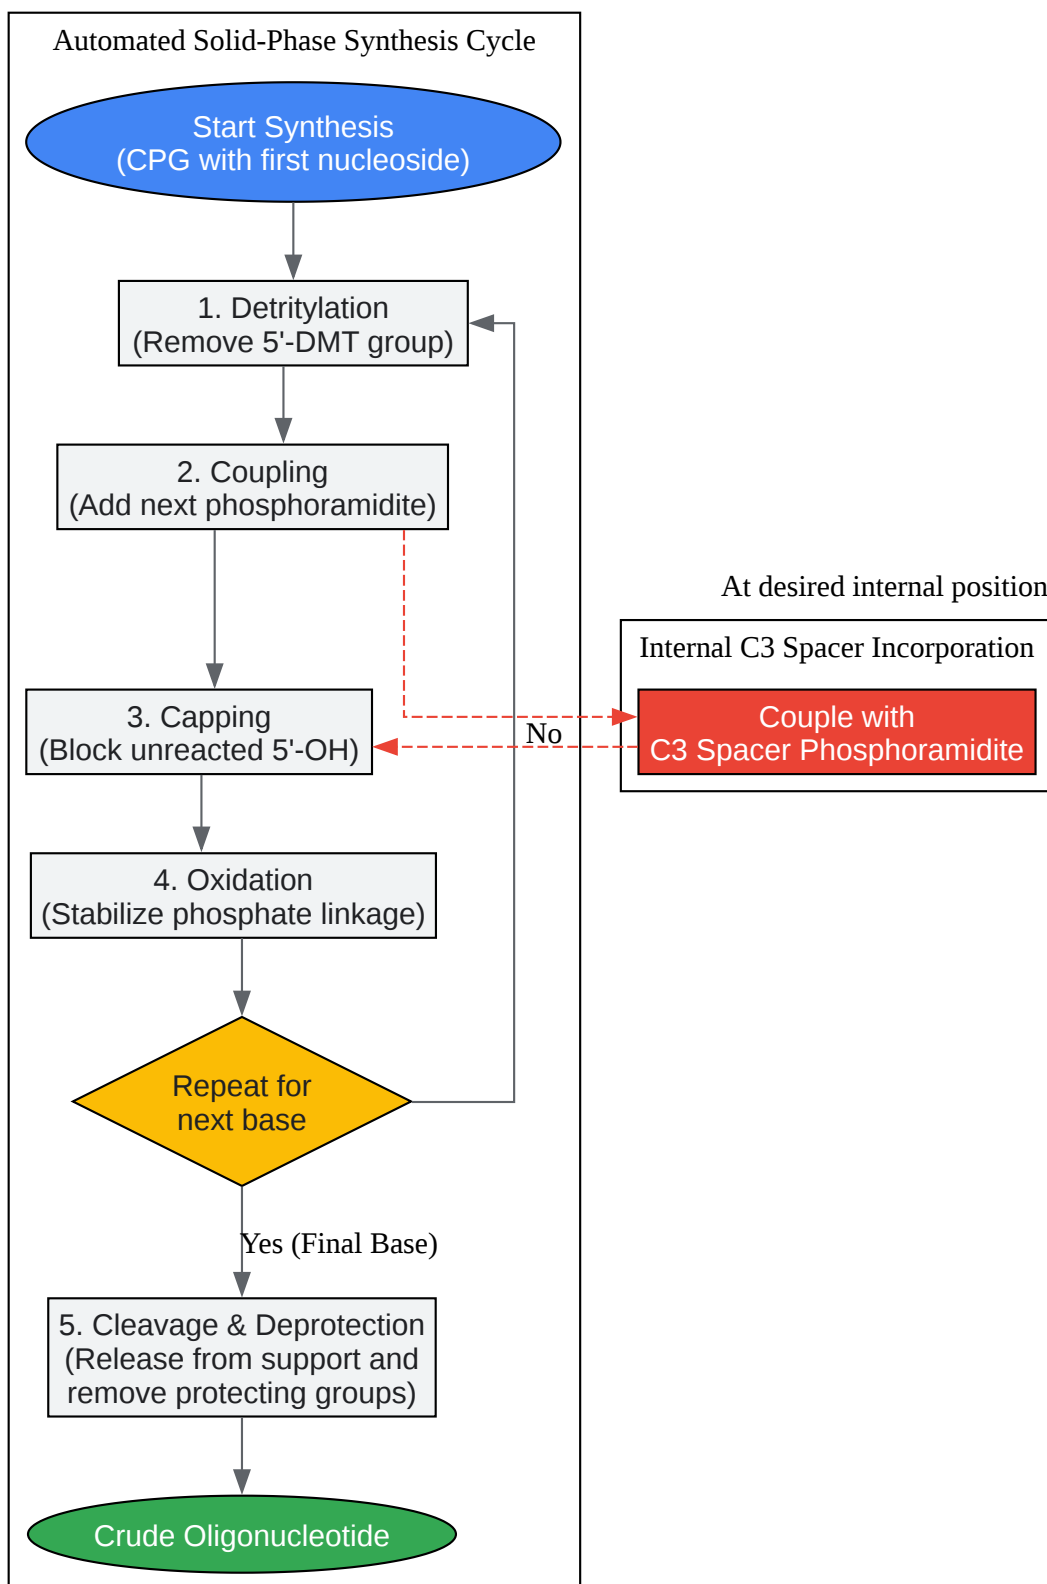 Automated Solid-Phase Synthesis Cycle
Start Synthesis
(CPG with first nucleoside)
1. Detritylation
(Remove 5'-DMT group)
2. Coupling
(Add next phosphoramidite)
At desired internal position
Internal C3 Spacer Incorporation
Couple with
C3 Spacer Phosphoramidite
No
3. Capping
(Block unreacted 5'-OH)
4. Oxidation
(Stabilize phosphate linkage)
Repeat for
next base
Yes (Final Base)
5. Cleavage & Deprotection
(Release from support and
remove protecting groups)
Crude Oligonucleotide